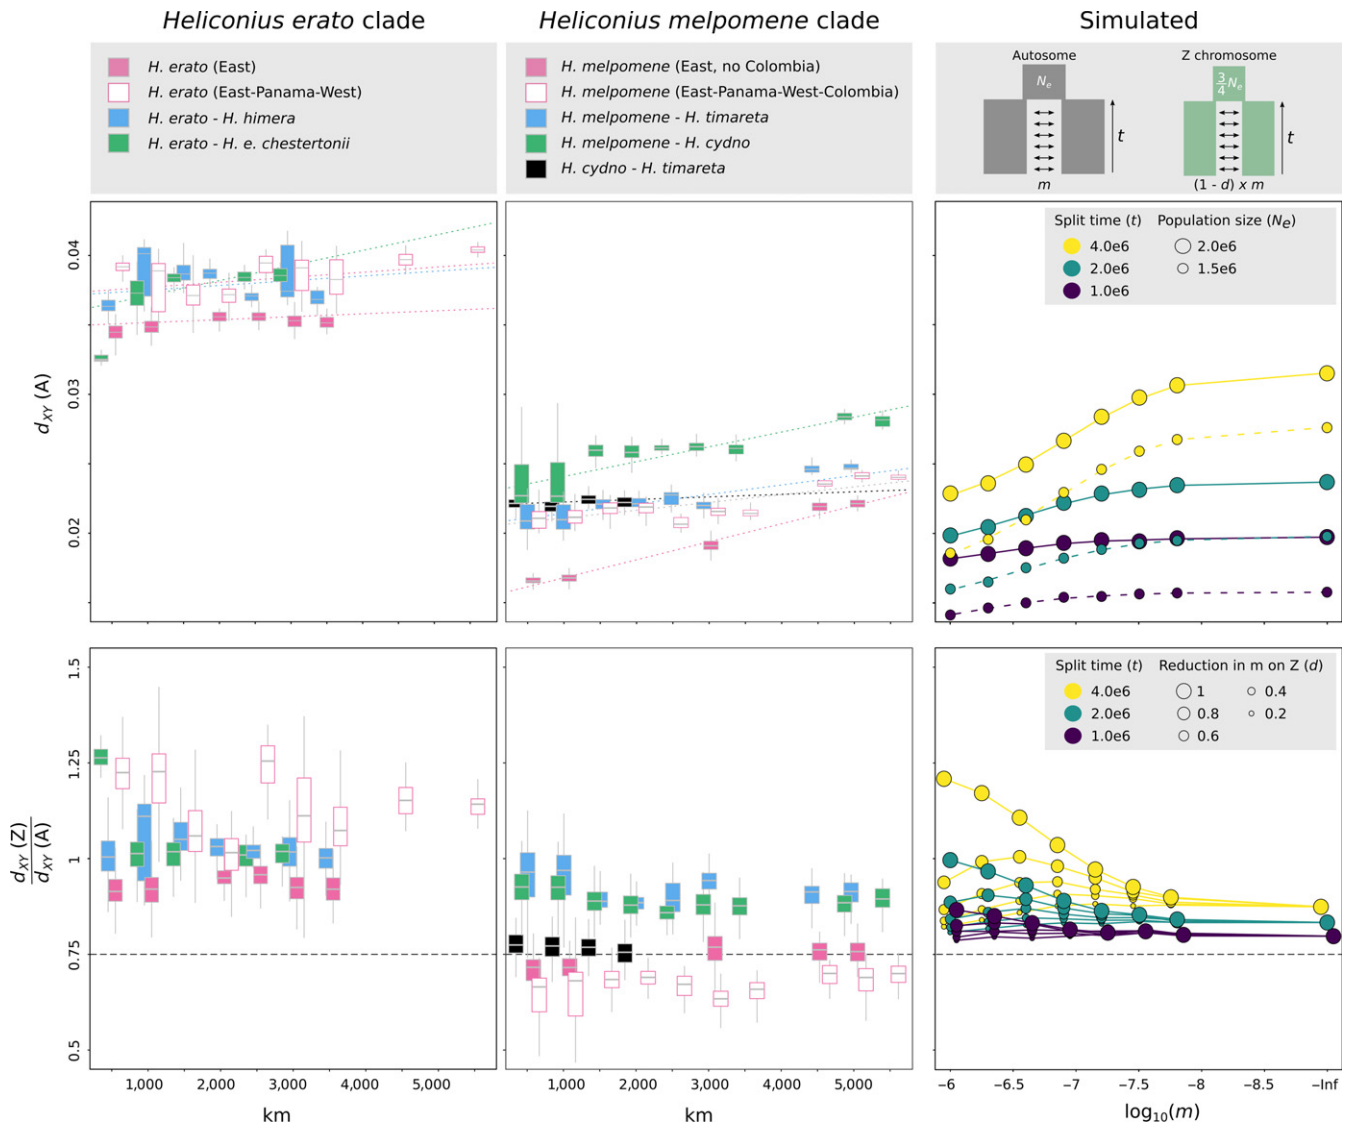 Heliconius erato clade
Heliconius melpomene clade
Simulated
H. erato (East)
H. erato (East-Panama-West)
H. erato - H. himera
H. erato - H. e. chestertonii
H. melpomene (East, no Colombia)
H. melpomene (East-Panama-West-Colombia)
H. melpomene - H. timareta
H. melpomene - H. cydno
H. cydno - H. timareta
Autosome
Z chromosome
Ne
3/4 Ne
t
t
m
(1 - d) x m
dXY (A)
0.04
0.03
0.02
Split time (t)
Population size (Ne)
4.0e6
2.0e6
1.0e6
2.0e6
1.5e6
dXY (Z)
dXY (A)
1.5
1.25
1
0.75
0.5
Split time (t)
Reduction in m on Z (d)
4.0e6
2.0e6
1.0e6
1
0.8
0.6
0.4
0.2
1,000
2,000
3,000
4,000
5,000
km
1,000
2,000
3,000
4,000
5,000
km
−6
−6.5
−7
−7.5
−8
−8.5
−Inf
log10(m)